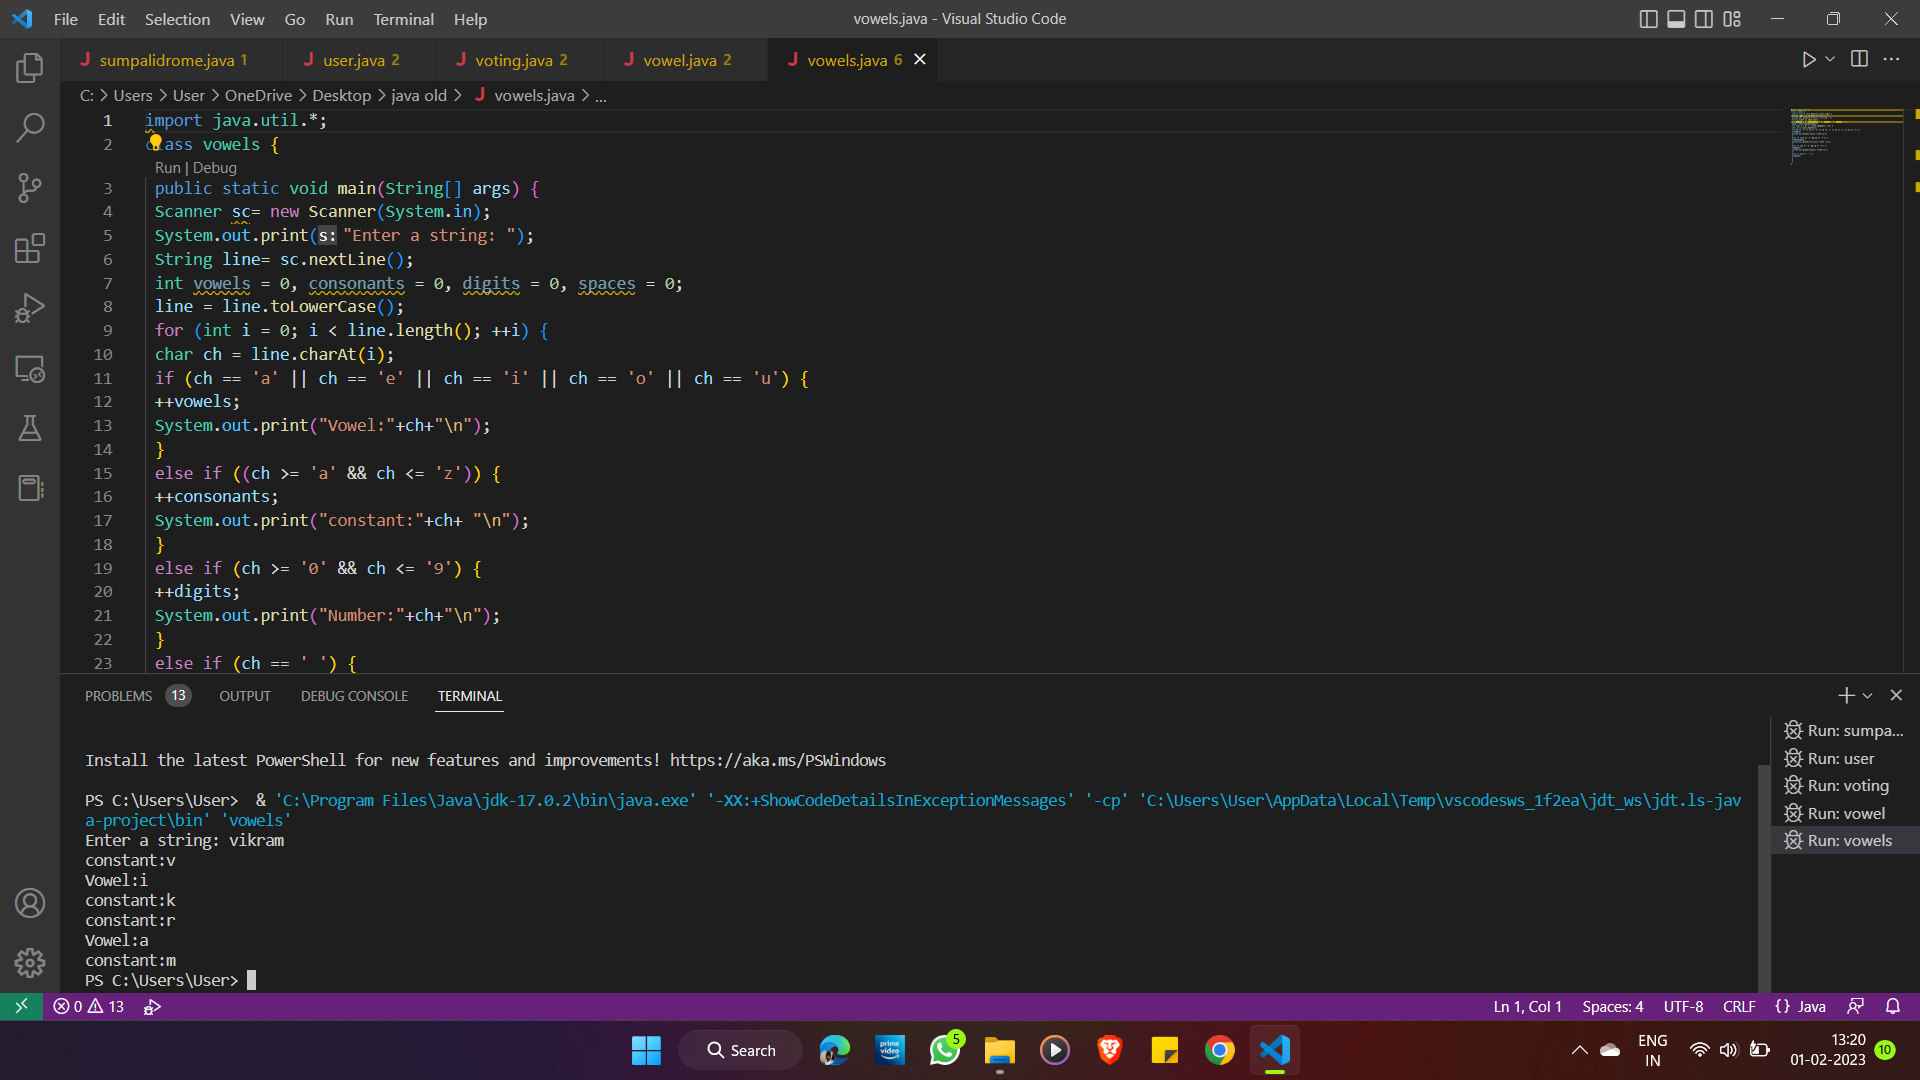 File Edit Selection View Go Run Terminal Help
vowels.java - Visual Studio Code
J sumpalidrome.java 1 J user.java 2 J voting.java 2 J vowel.java 2 J vowels.java 6
C: > Users > User > OneDrive > Desktop > java old > J vowels.java > ...
1 import java.util.*;
2 class vowels {
Run | Debug
3 public static void main(String[] args) {
4 Scanner sc= new Scanner(System.in);
5 System.out.print(s: "Enter a string: ");
6 String line= sc.nextLine();
7 int vowels = 0, consonants = 0, digits = 0, spaces = 0;
8 line = line.toLowerCase();
9 for (int i = 0; i < line.length(); ++i) {
10 char ch = line.charAt(i);
11 if (ch == 'a' || ch == 'e' || ch == 'i' || ch == 'o' || ch == 'u') {
12 ++vowels;
13 System.out.print("Vowel:"+ch+"\n");
14 }
15 else if ((ch >= 'a' && ch <= 'z')) {
16 ++consonants;
17 System.out.print("constant:"+ch+ "\n");
18 }
19 else if (ch >= '0' && ch <= '9') {
20 ++digits;
21 System.out.print("Number:"+ch+"\n");
22 }
23 else if (ch == ' ') {
PROBLEMS 13 OUTPUT DEBUG CONSOLE TERMINAL
Install the latest PowerShell for new features and improvements! https://aka.ms/PSWindows
PS C:\Users\User> & 'C:\Program Files\Java\jdk-17.0.2\bin\java.exe' '-XX:+ShowCodeDetailsInExceptionMessages' '-cp' 'C:\Users\User\AppData\Local\Temp\vscodesws_1f2ea\jdt_ws\jdt.ls-jav
a-project\bin' 'vowels'
Enter a string: vikram
constant:v
Vowel:i
constant:k
constant:r
Vowel:a
constant:m
PS C:\Users\User>
Run: sumpa...
Run: user
Run: voting
Run: vowel
Run: vowels
0 13
Ln 1, Col 1 Spaces: 4 UTF-8 CRLF {} Java
Search
prime video
5
ENG
IN
13:20
01-02-2023
10